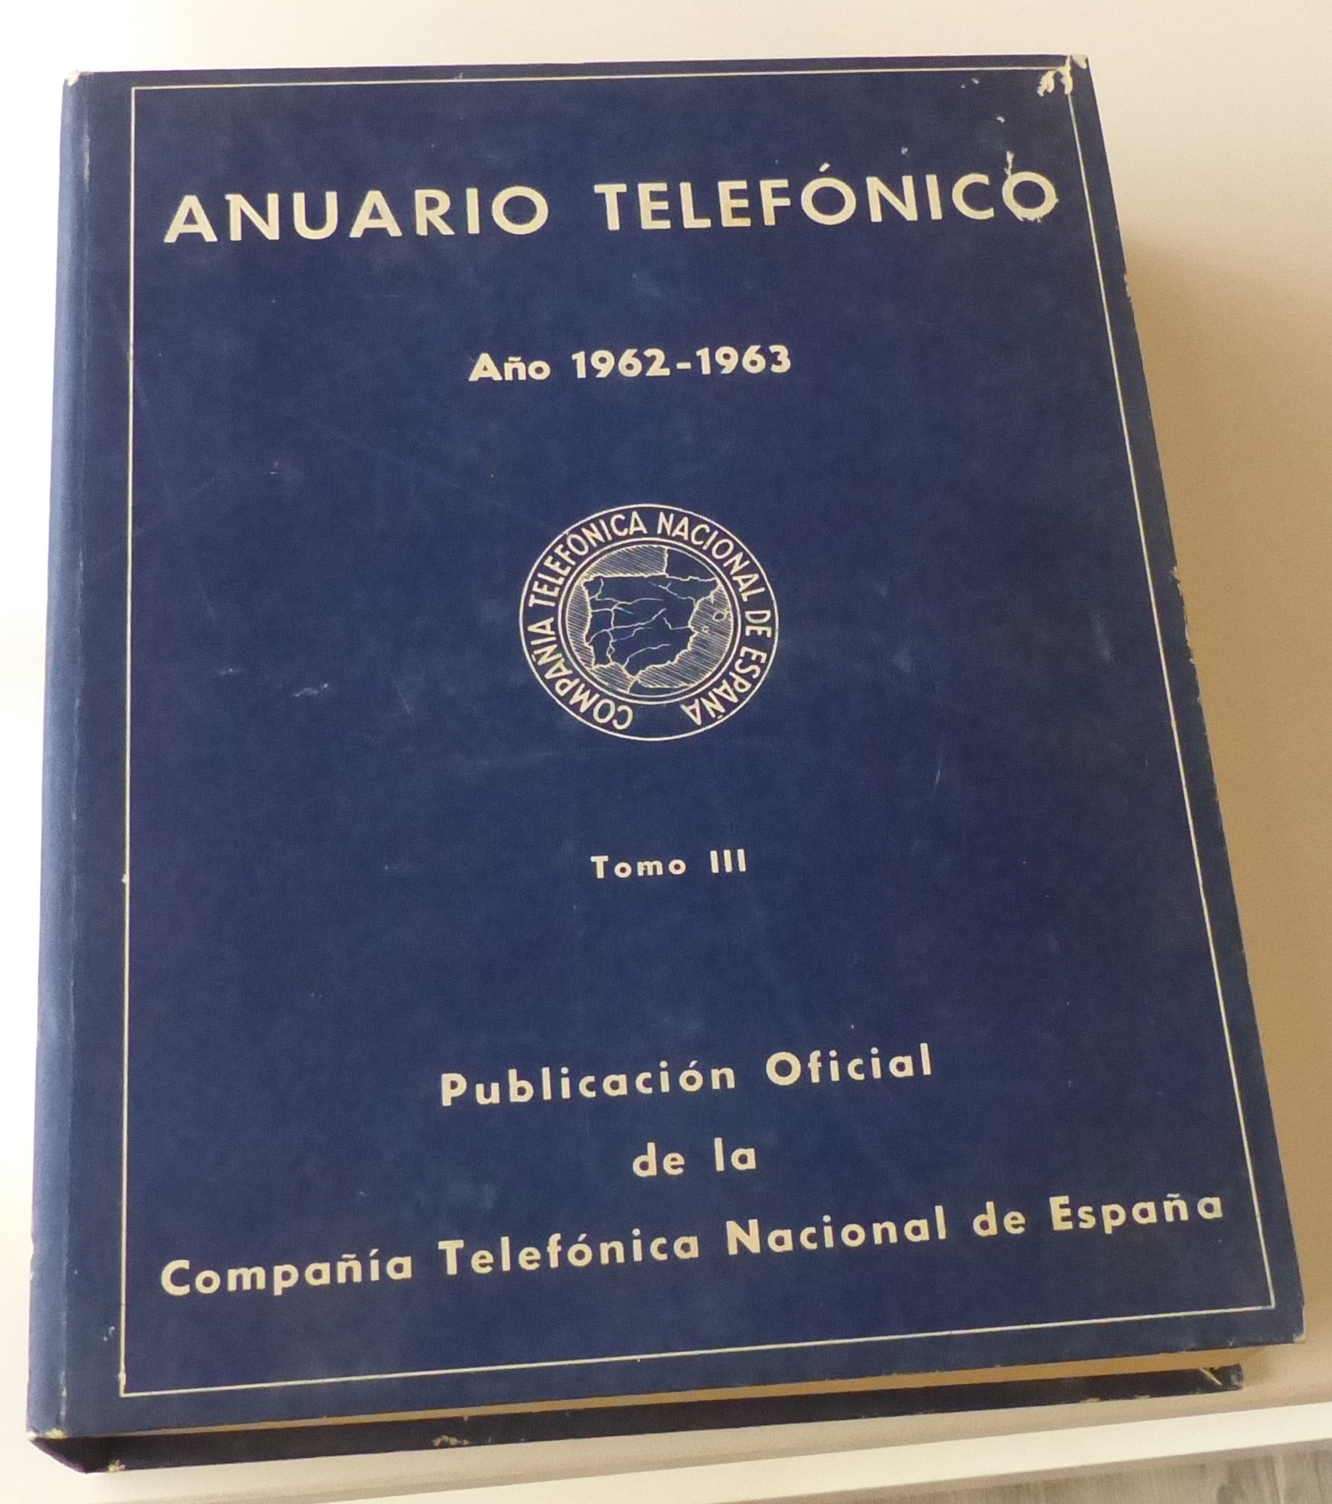 ANUARIO TELEFÓNICO
Año 1962-1963
COMPAÑIA TELEFÓNICA NACIONAL DE ESPAÑA
Tomo III
Publicación Oficial
de la
Compañía Telefónica Nacional de España